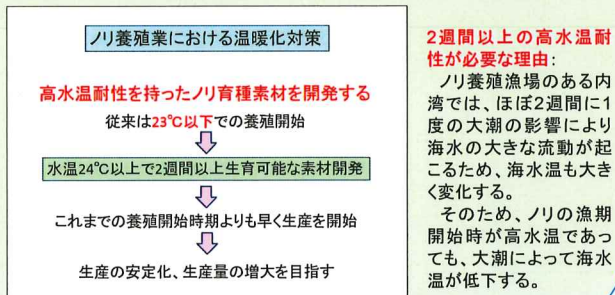 ノリ養殖業における温暖化対策
高水温耐性を持ったノリ育種素材を開発する
従来は23℃以下での養殖開始
水温24℃以上で2週間以上生育可能な素材開発
これまでの養殖開始時期よりも早く生産を開始
生産の安定化、生産量の増大を目指す
2週間以上の高水温耐
性が必要な理由:
ノリ養殖漁場のある内
湾では、ほぼ2週間に1
度の大潮の影響により
海水の大きな流動が起
こるため、海水温も大き
く変化する。
そのため、ノリの漁期
開始時が高水温であっ
ても、大潮によって海水
温が低下する。